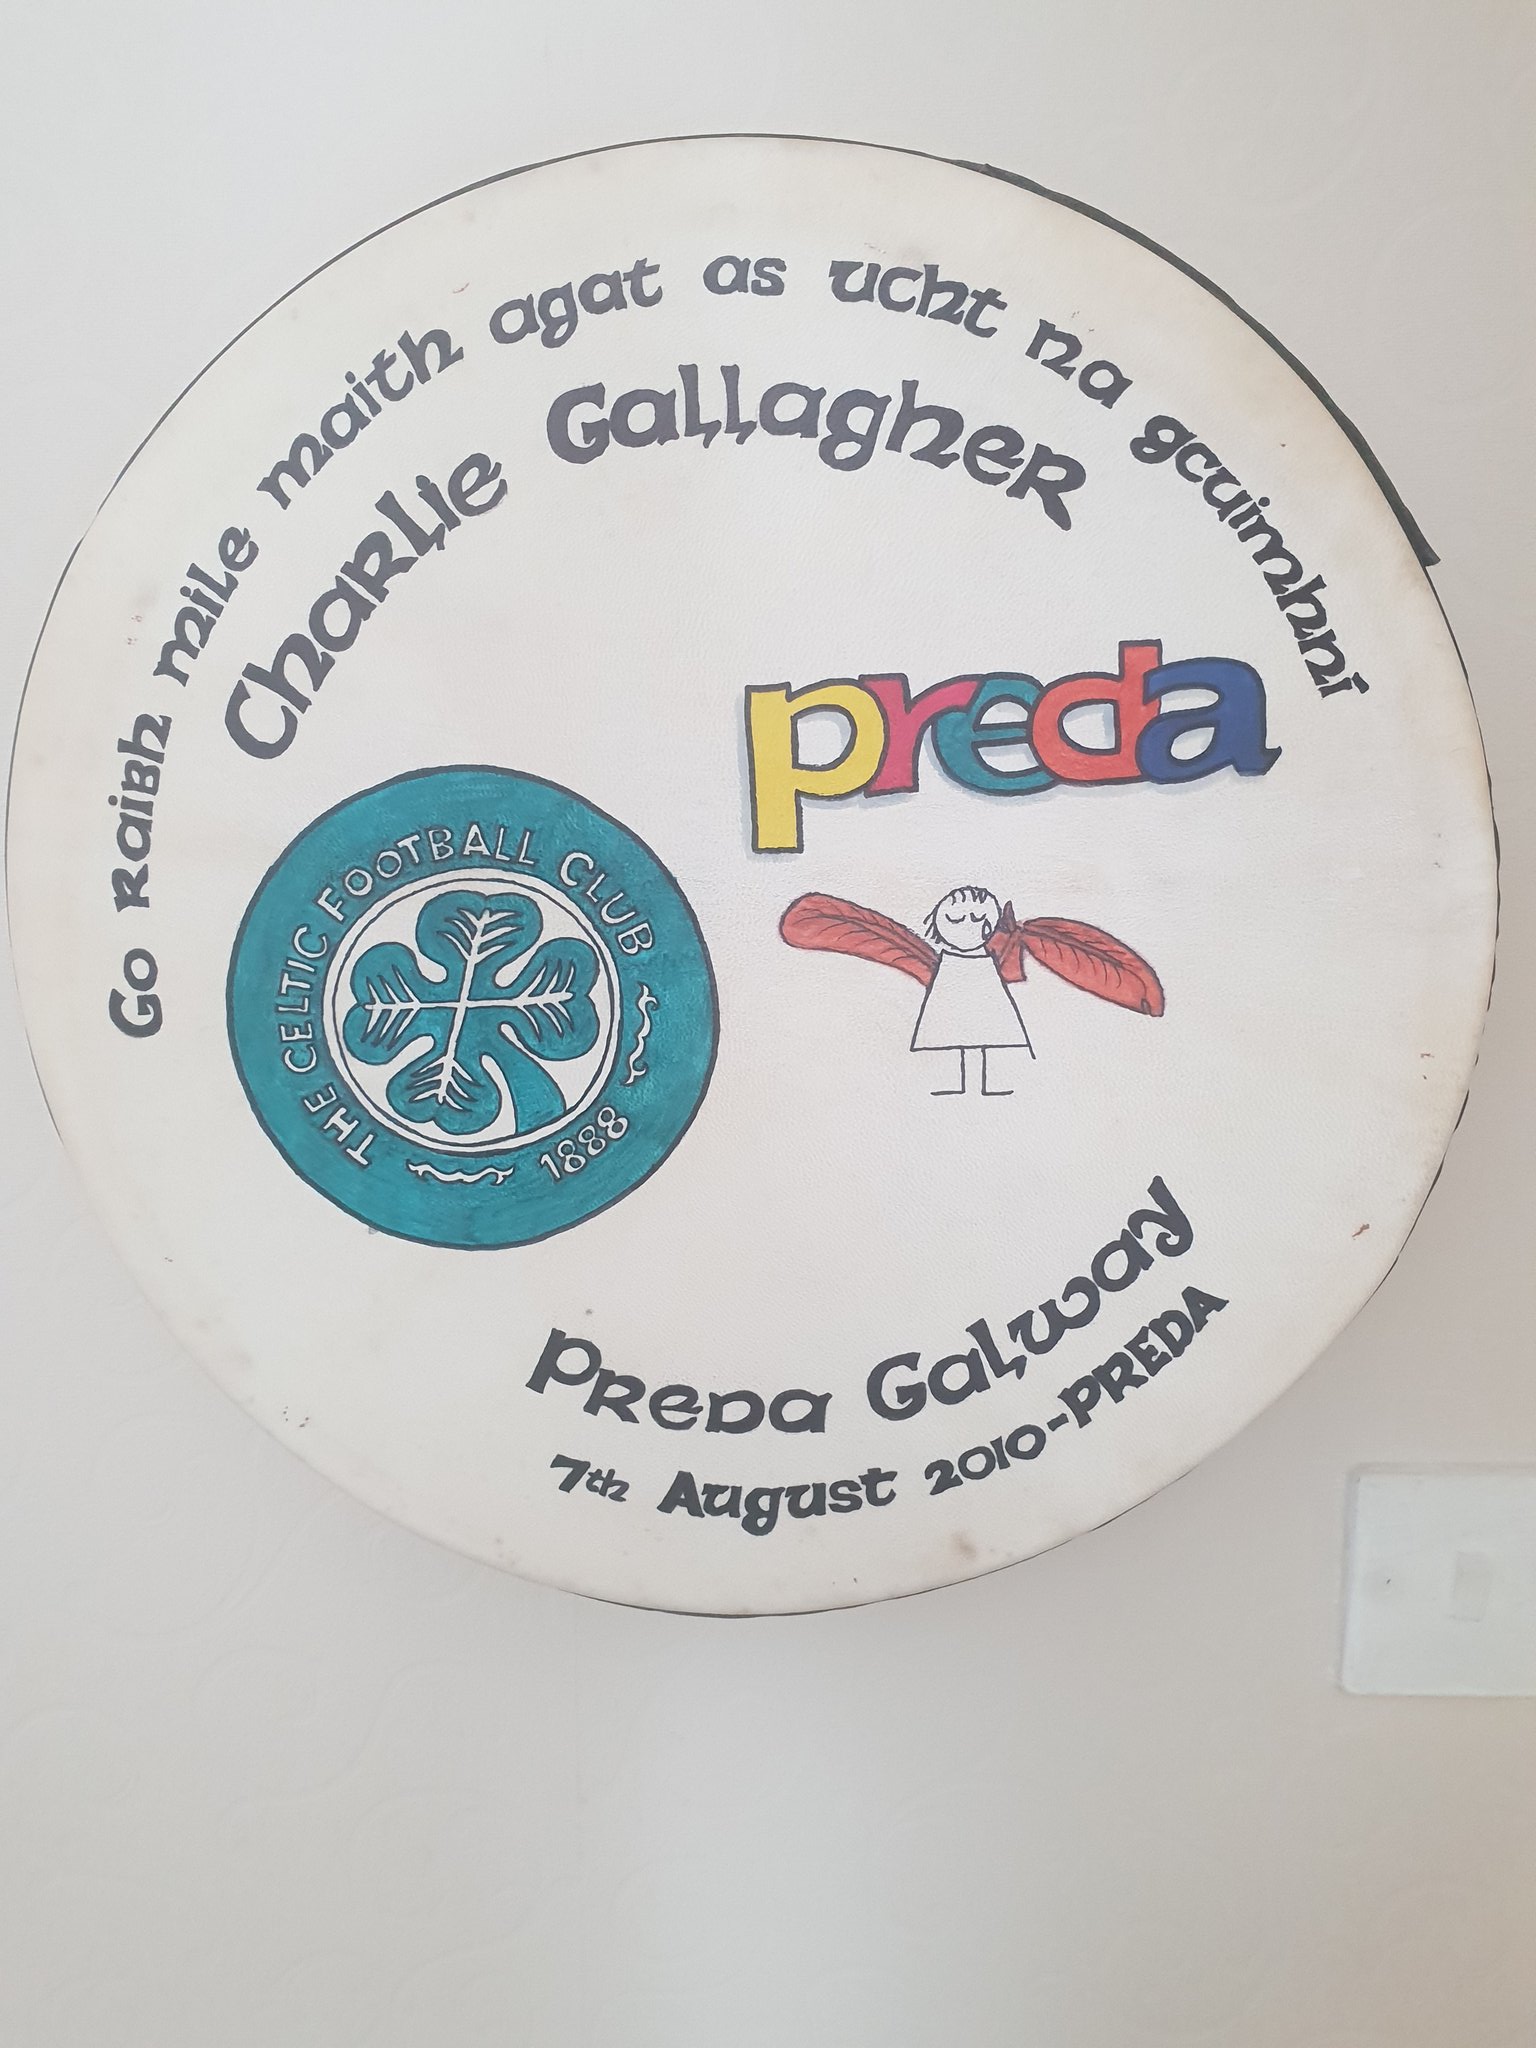 Go Raibh mile maith agat as ucht na gcuimhní
Charlie Gallagher
preda
THE CELTIC FOOTBALL CLUB
1888
Preda Galway
7th August 2010-PREDA